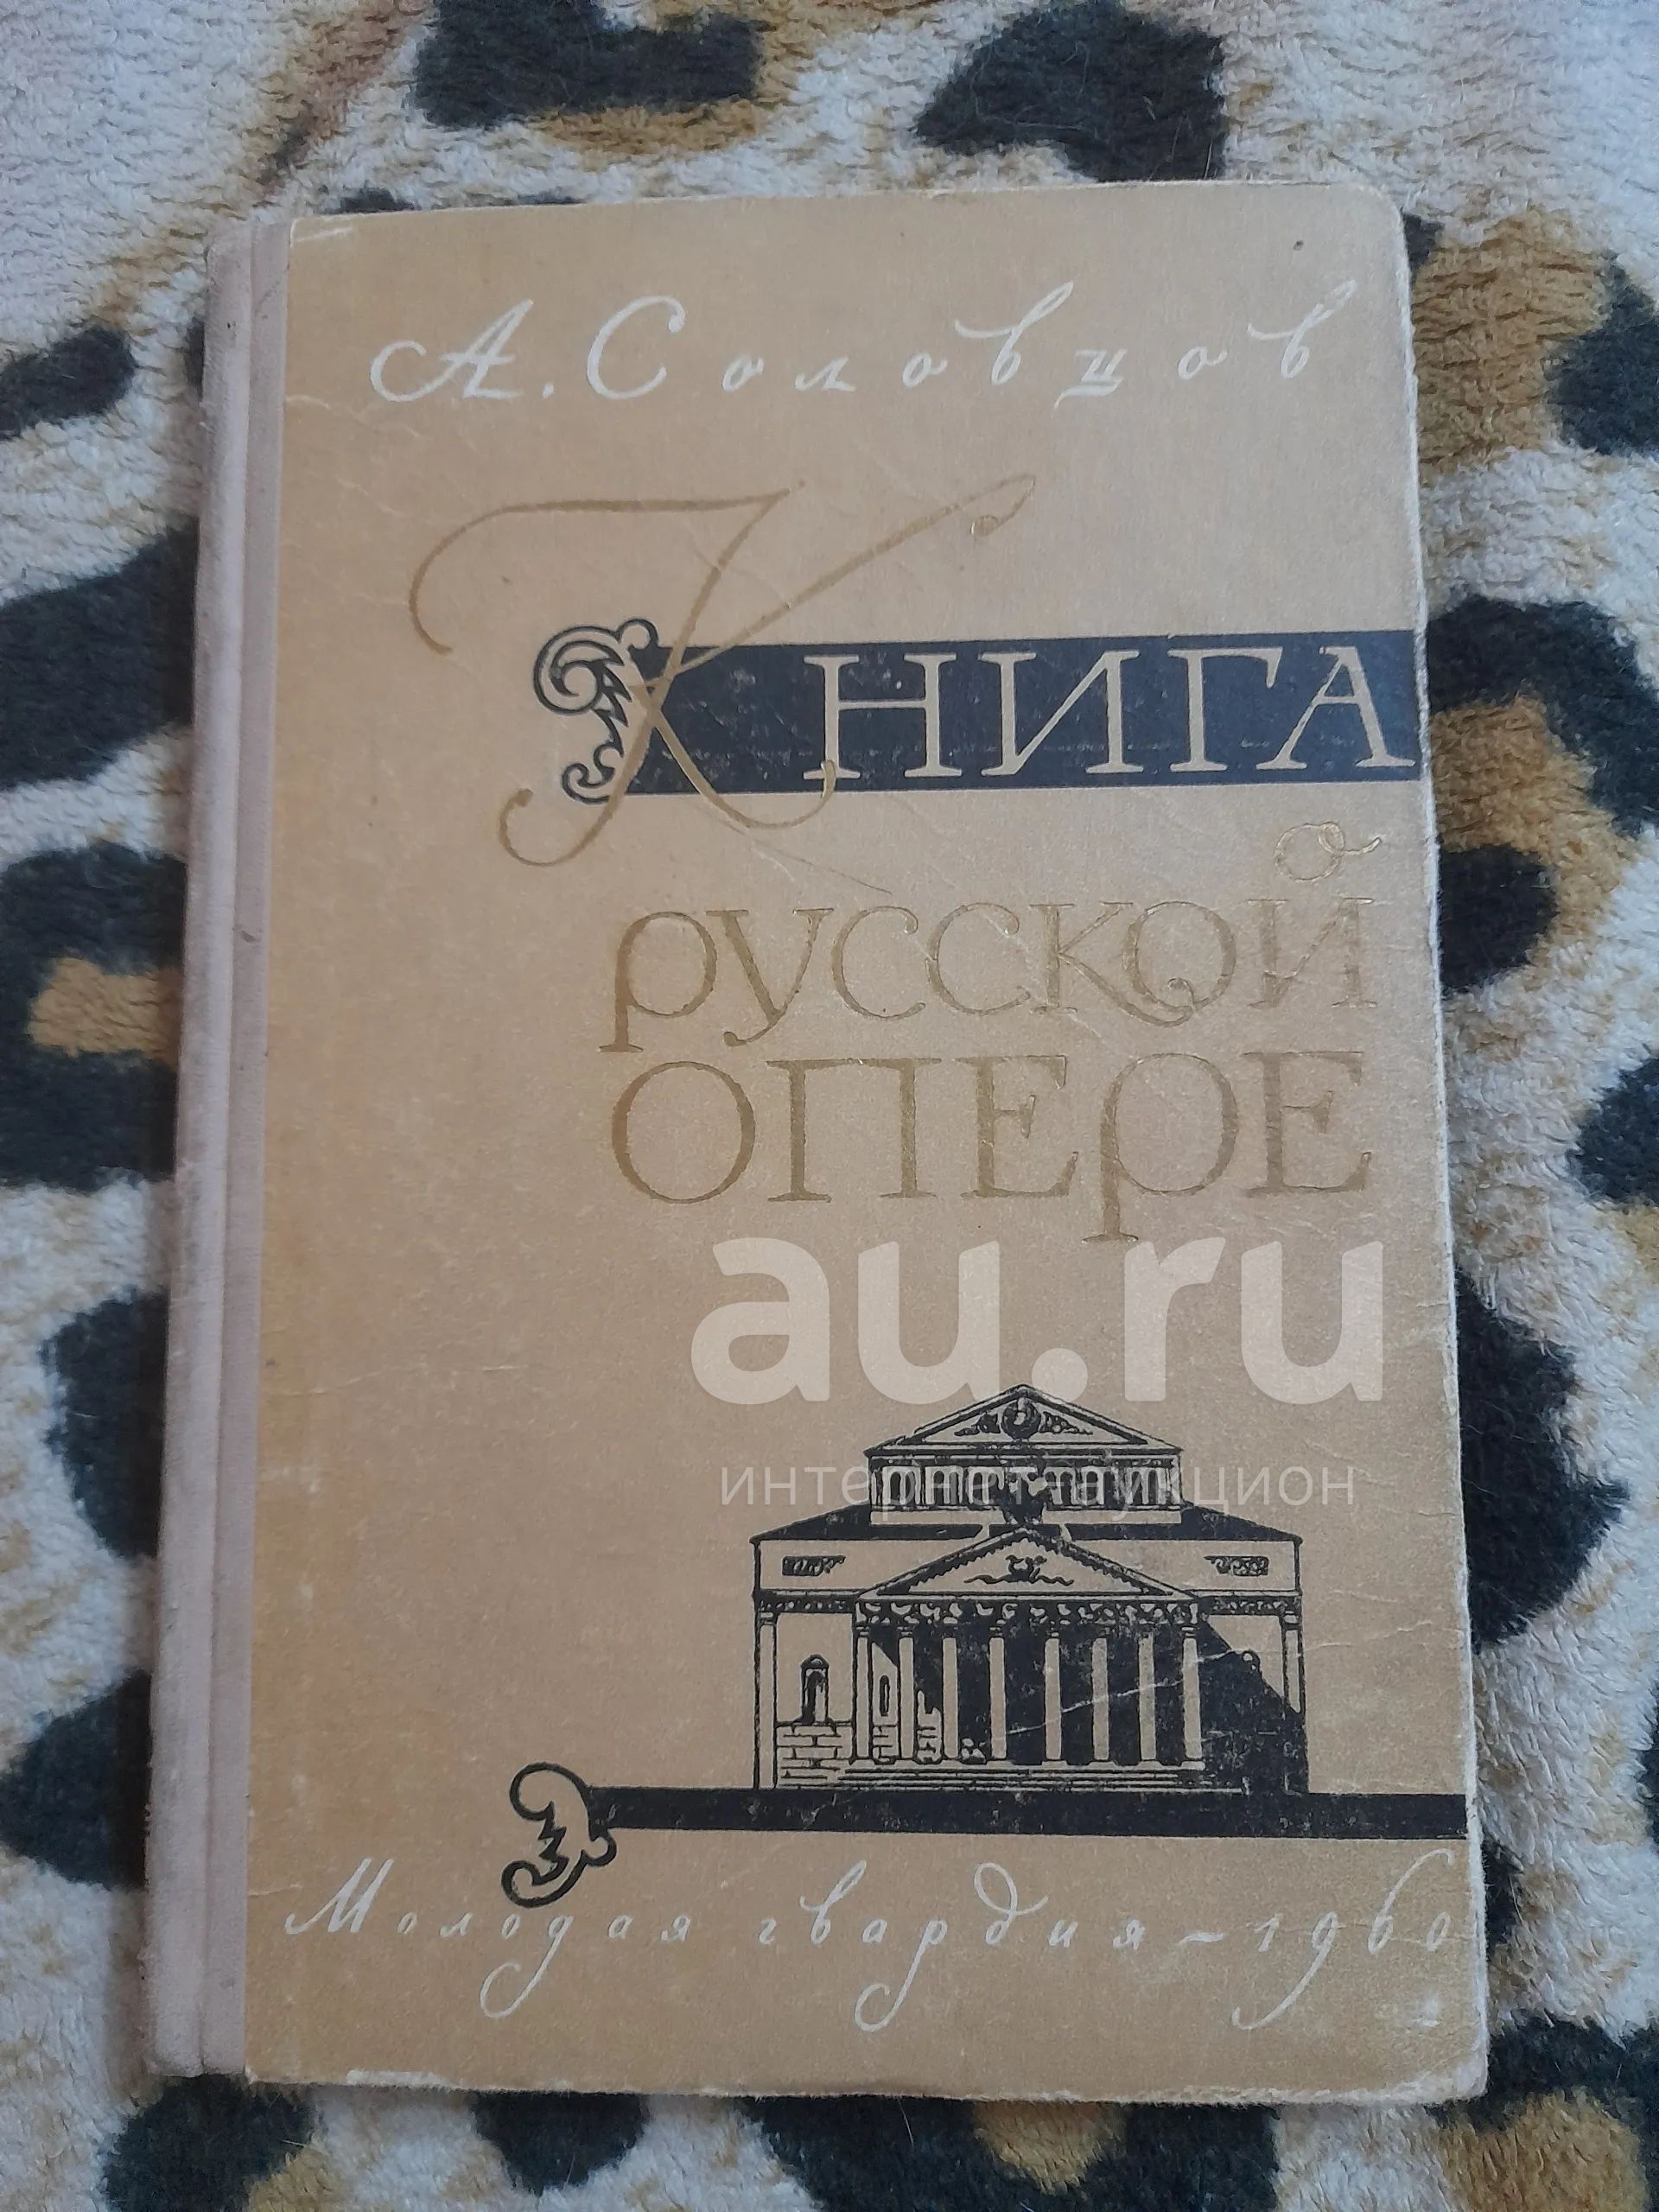 А. Соловцов
КНИГА
о
РУССКОЙ
ОПЕРЕ
au.ru
интернет-аукцион
Молодая гвардия - 1960